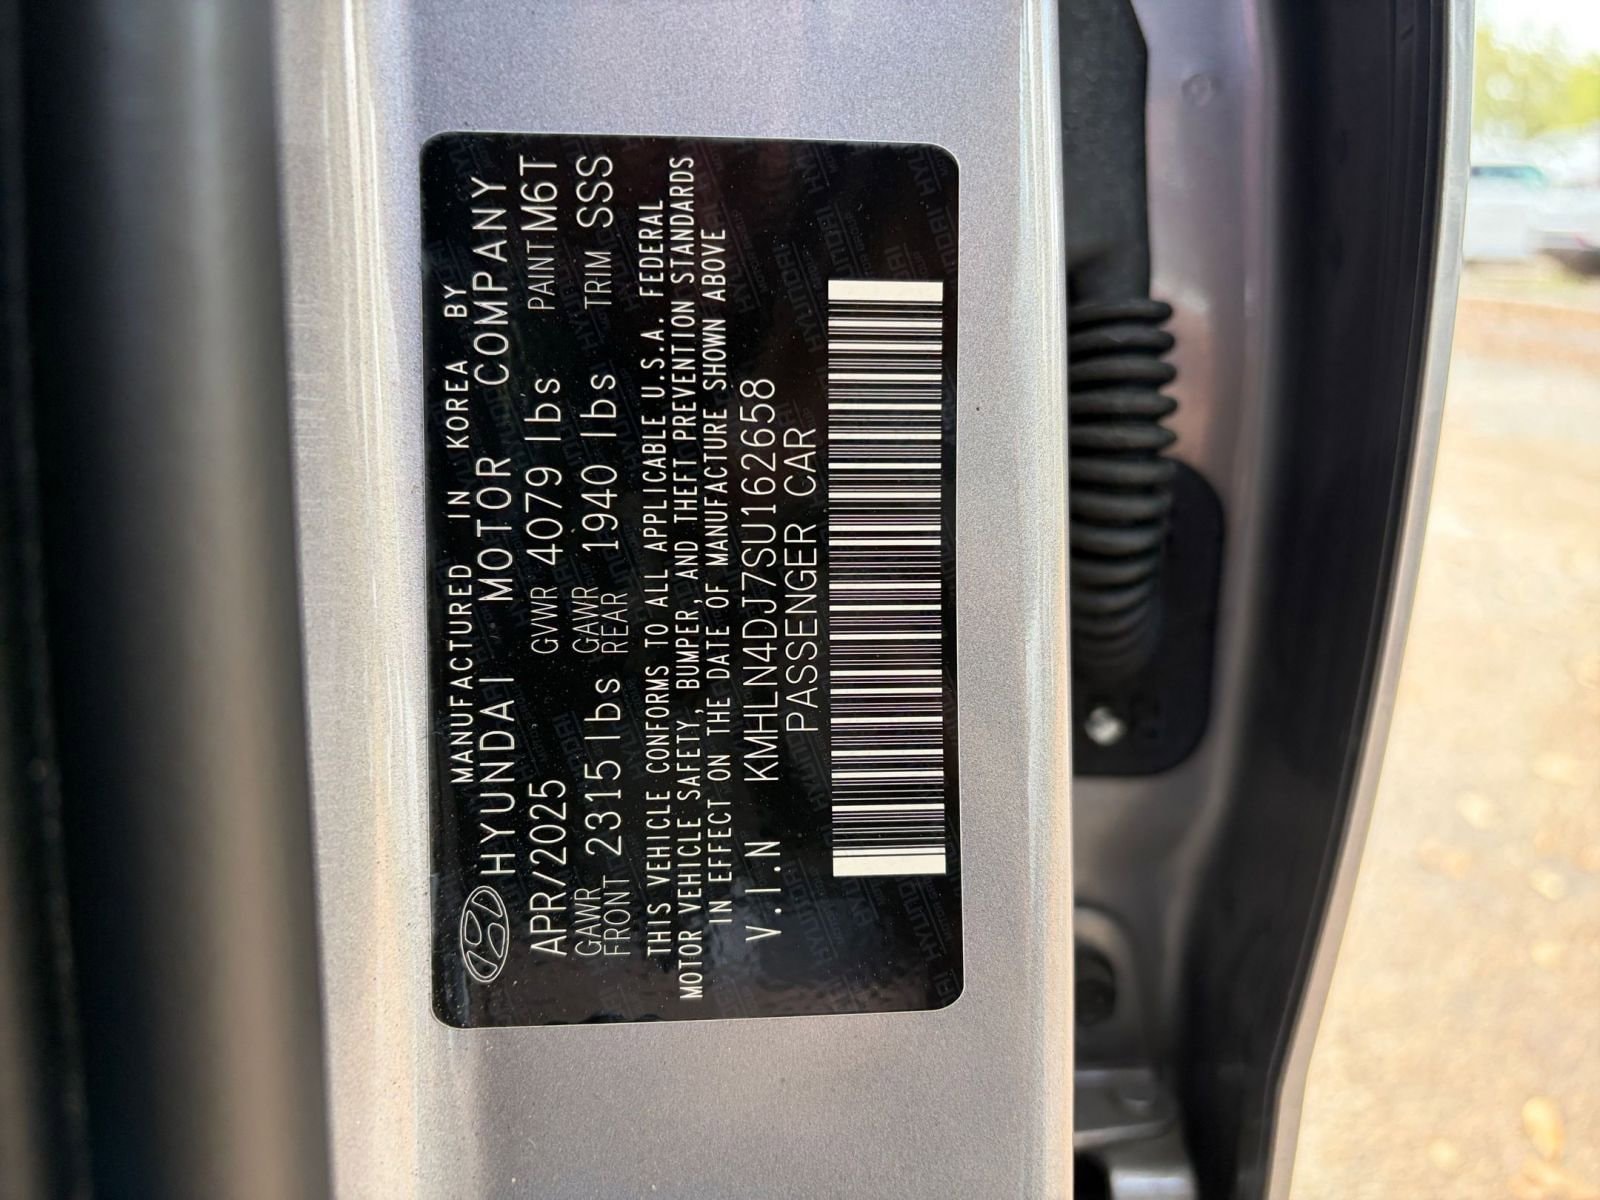 MANUFACTURED IN KOREA BY
HYUNDAI MOTOR COMPANY
APR/2025 GVWR 4079 lbs PAINT M6T
GAWR FRONT 2315 lbs GAWR REAR 1940 lbs TRIM SSS
THIS VEHICLE CONFORMS TO ALL APPLICABLE U.S.A. FEDERAL
MOTOR VEHICLE SAFETY, BUMPER, AND THEFT PREVENTION STANDARDS
IN EFFECT ON THE DATE OF MANUFACTURE SHOWN ABOVE
V.I.N KMHLN4DJ7SU162658
PASSENGER CAR